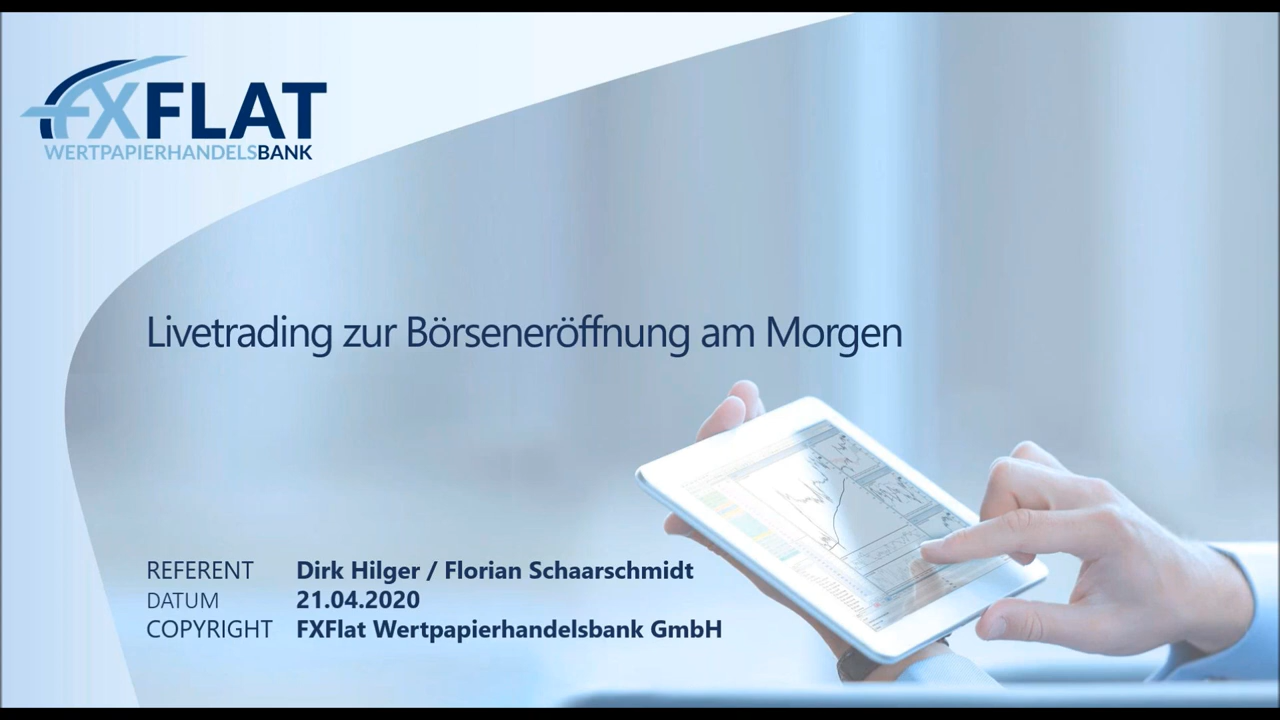 FXFLAT
WERTPAPIERHANDELSBANK
Livetrading zur Börseneröffnung am Morgen
REFERENT Dirk Hilger / Florian Schaarschmidt
DATUM 21.04.2020
COPYRIGHT FXFlat Wertpapierhandelsbank GmbH